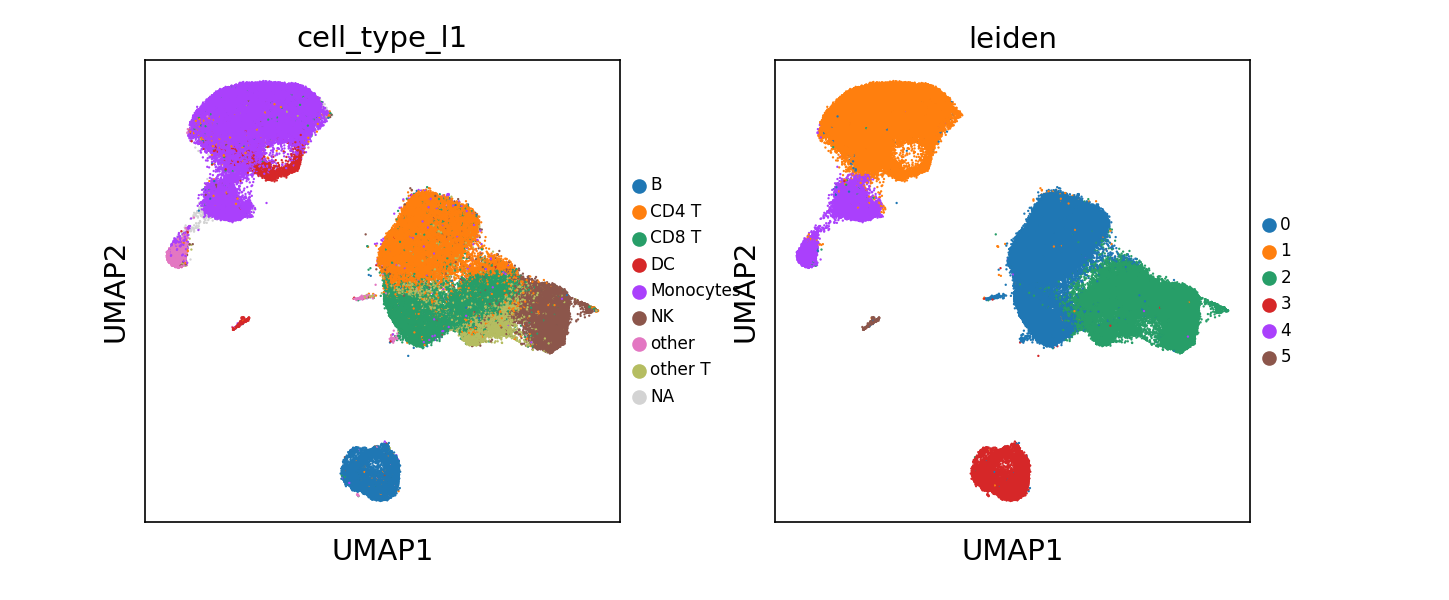 cell_type_l1
UMAP2
UMAP1
B
CD4 T
CD8 T
DC
Monocytes
NK
other
other T
NA
leiden
UMAP2
UMAP1
0
1
2
3
4
5